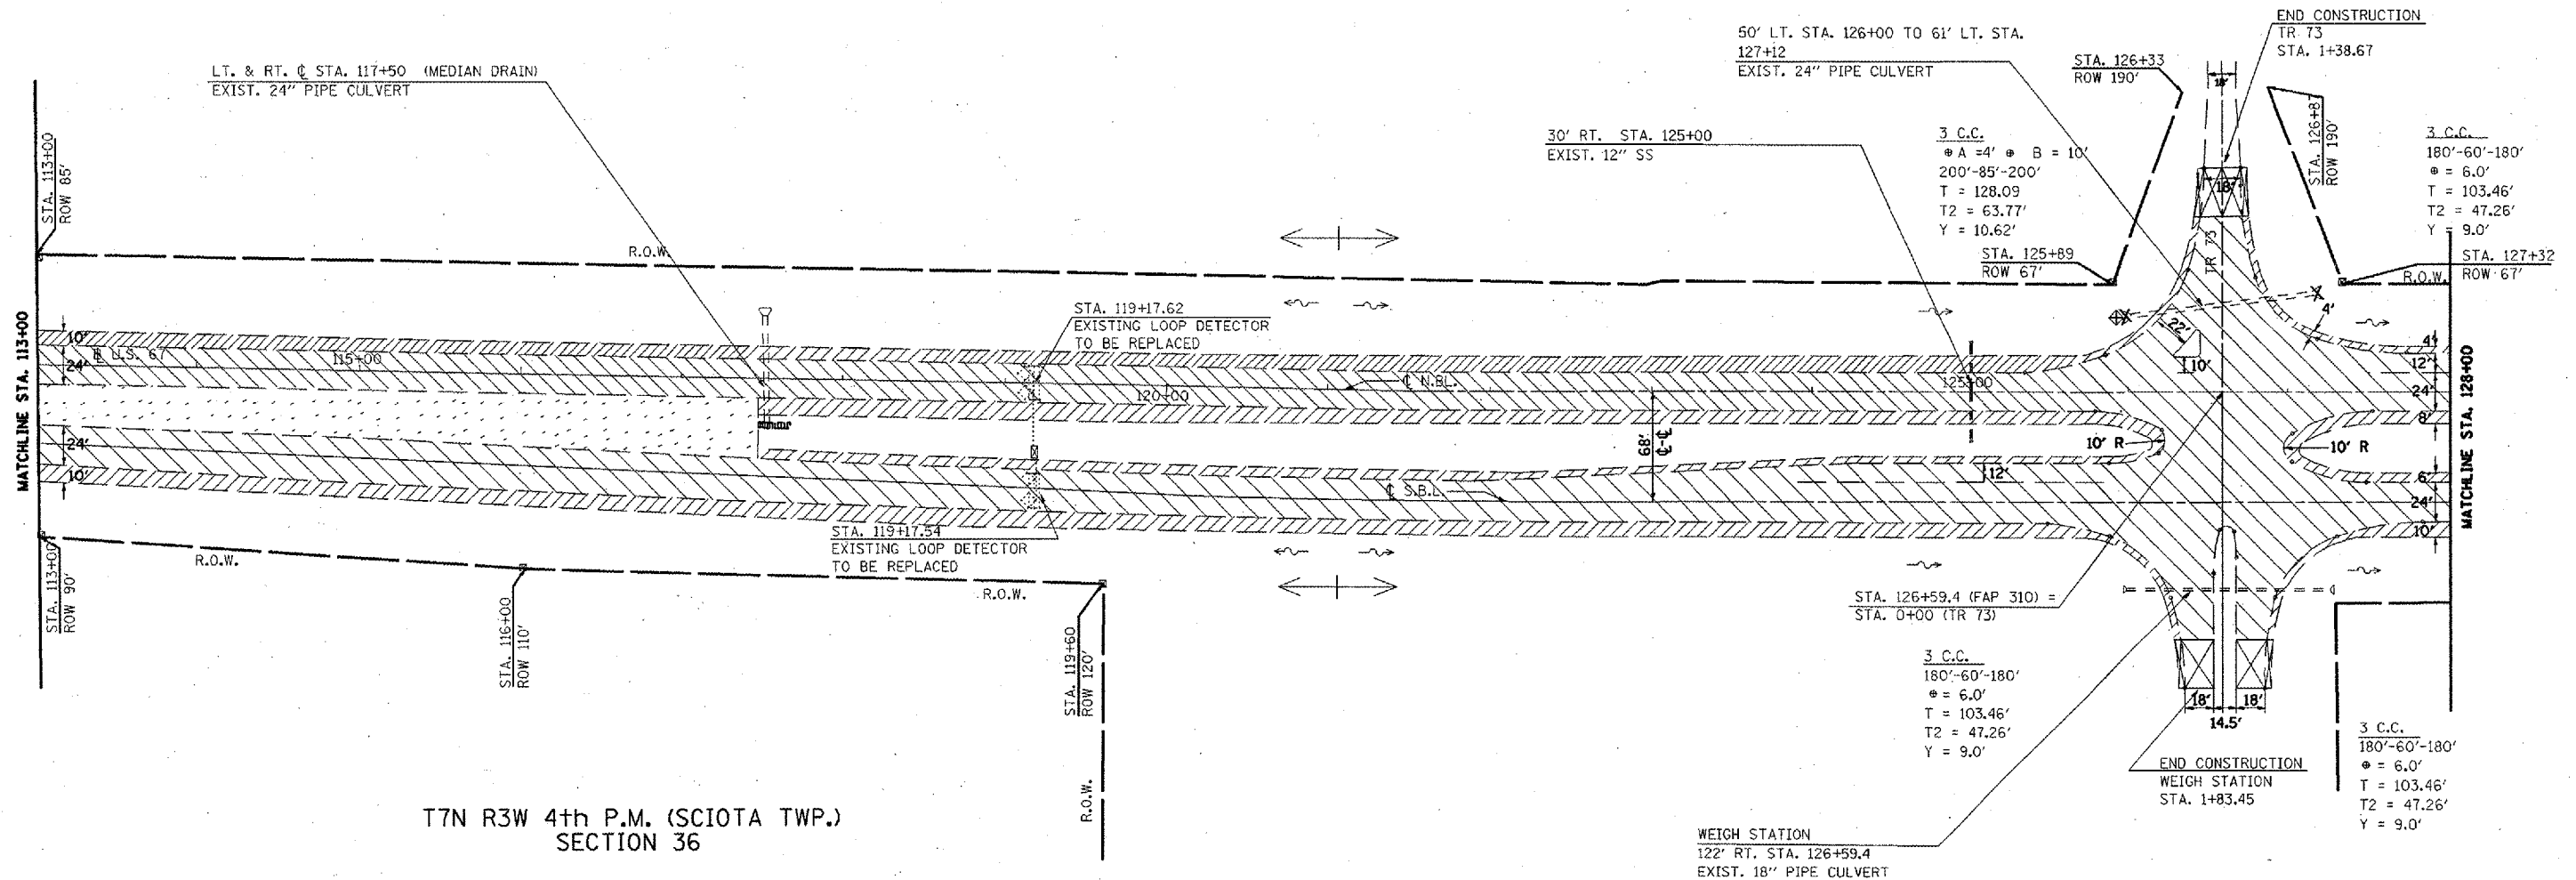 END CONSTRUCTION
TR 73
STA. 1+38.67
50' LT. STA. 126+00 TO 61' LT. STA.
127+12
EXIST. 24" PIPE CULVERT
STA. 126+33
ROW 190'
LT. & RT. ℄ STA. 117+50 (MEDIAN DRAIN)
EXIST. 24" PIPE CULVERT
18'
STA. 126+87
ROW 190'
30' RT. STA. 125+00
EXIST. 12" SS
3 C.C.
⊕ A =4' ⊕ B = 10'
200'-85'-200'
T = 128.09
T2 = 63.77'
Y = 10.62'
3 C.C.
180'-60'-180'
⊕ = 6.0'
T = 103.46'
T2 = 47.26'
Y = 9.0'
STA. 113+00
ROW 85'
18'
TR 73
R.O.W.
STA. 125+89
ROW 67'
STA. 127+32
ROW 67'
R.O.W.
STA. 119+17.62
EXISTING LOOP DETECTOR
TO BE REPLACED
MATCHLINE STA. 113+00
10'
U.S. 67
24'
115+00
120+00
℄ N.BL.
125+00
22'
10'
4'
4'
12'
24'
8'
MATCHLINE STA. 128+00
68'
℄-℄
10' R
10' R
24'
10'
12'
6'
24'
10'
℄ S.B.L.
STA. 119+17.54
EXISTING LOOP DETECTOR
TO BE REPLACED
STA. 113+00
ROW 90'
R.O.W.
STA. 116+00
ROW 110'
R.O.W.
STA. 119+60
ROW 120'
R.O.W.
STA. 126+59.4 (FAP 310) =
STA. 0+00 (TR 73)
3 C.C.
180'-60'-180'
⊕ = 6.0'
T = 103.46'
T2 = 47.26'
Y = 9.0'
18'
18'
14.5'
END CONSTRUCTION
WEIGH STATION
STA. 1+83.45
3 C.C.
180'-60'-180'
⊕ = 6.0'
T = 103.46'
T2 = 47.26'
Y = 9.0'
T7N R3W 4th P.M. (SCIOTA TWP.)
SECTION 36
WEIGH STATION
122' RT. STA. 126+59.4
EXIST. 18" PIPE CULVERT